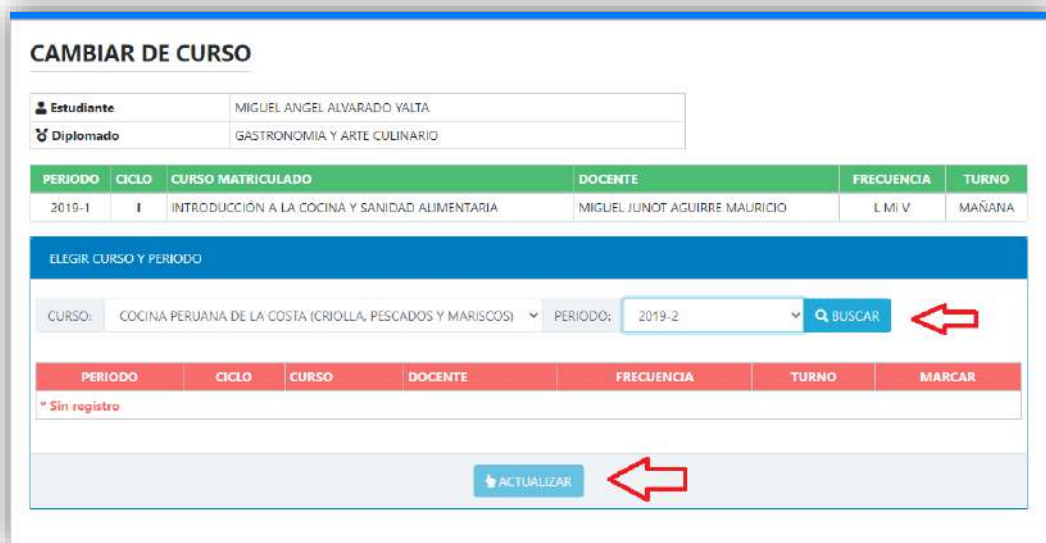 CAMBIAR DE CURSO
Estudiante MIGUEL ANGEL ALVARADO YALTA
Diplomado GASTRONOMIA Y ARTE CULINARIO
PERIODO CICLO CURSO MATRICULADO DOCENTE FRECUENCIA TURNO
2019-1 I INTRODUCCIÓN A LA COCINA Y SANIDAD ALIMENTARIA MIGUEL JUNOT AGUIRRE MAURICIO L Mi V MAÑANA
ELEGIR CURSO Y PERIODO
CURSO: COCINA PERUANA DE LA COSTA (CRIOLLA, PESCADOS Y MARISCOS) PERIODO: 2019-2 BUSCAR
PERIODO CICLO CURSO DOCENTE FRECUENCIA TURNO MARCAR
* Sin registro
ACTUALIZAR